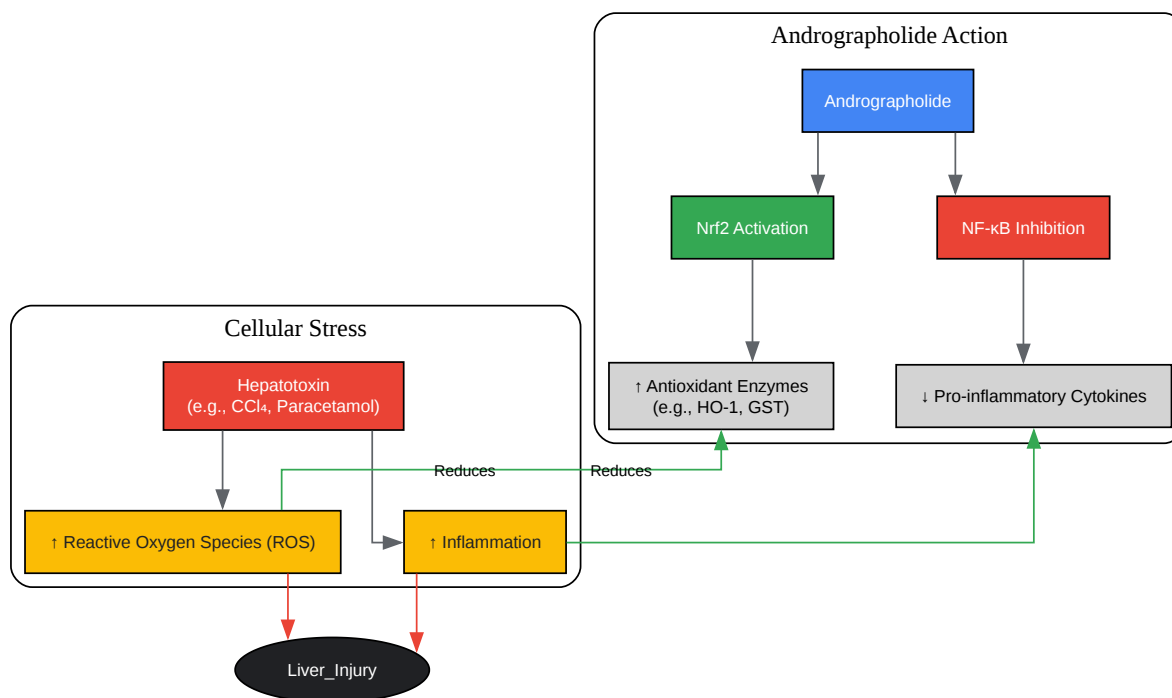 Andrographolide Action
Andrographolide
Nrf2 Activation
NF-κB Inhibition
Cellular Stress
Hepatotoxin
(e.g., CCl₄, Paracetamol)
↑ Antioxidant Enzymes
(e.g., HO-1, GST)
↓ Pro-inflammatory Cytokines
Reduces
Reduces
↑ Reactive Oxygen Species (ROS)
↑ Inflammation
Liver_Injury